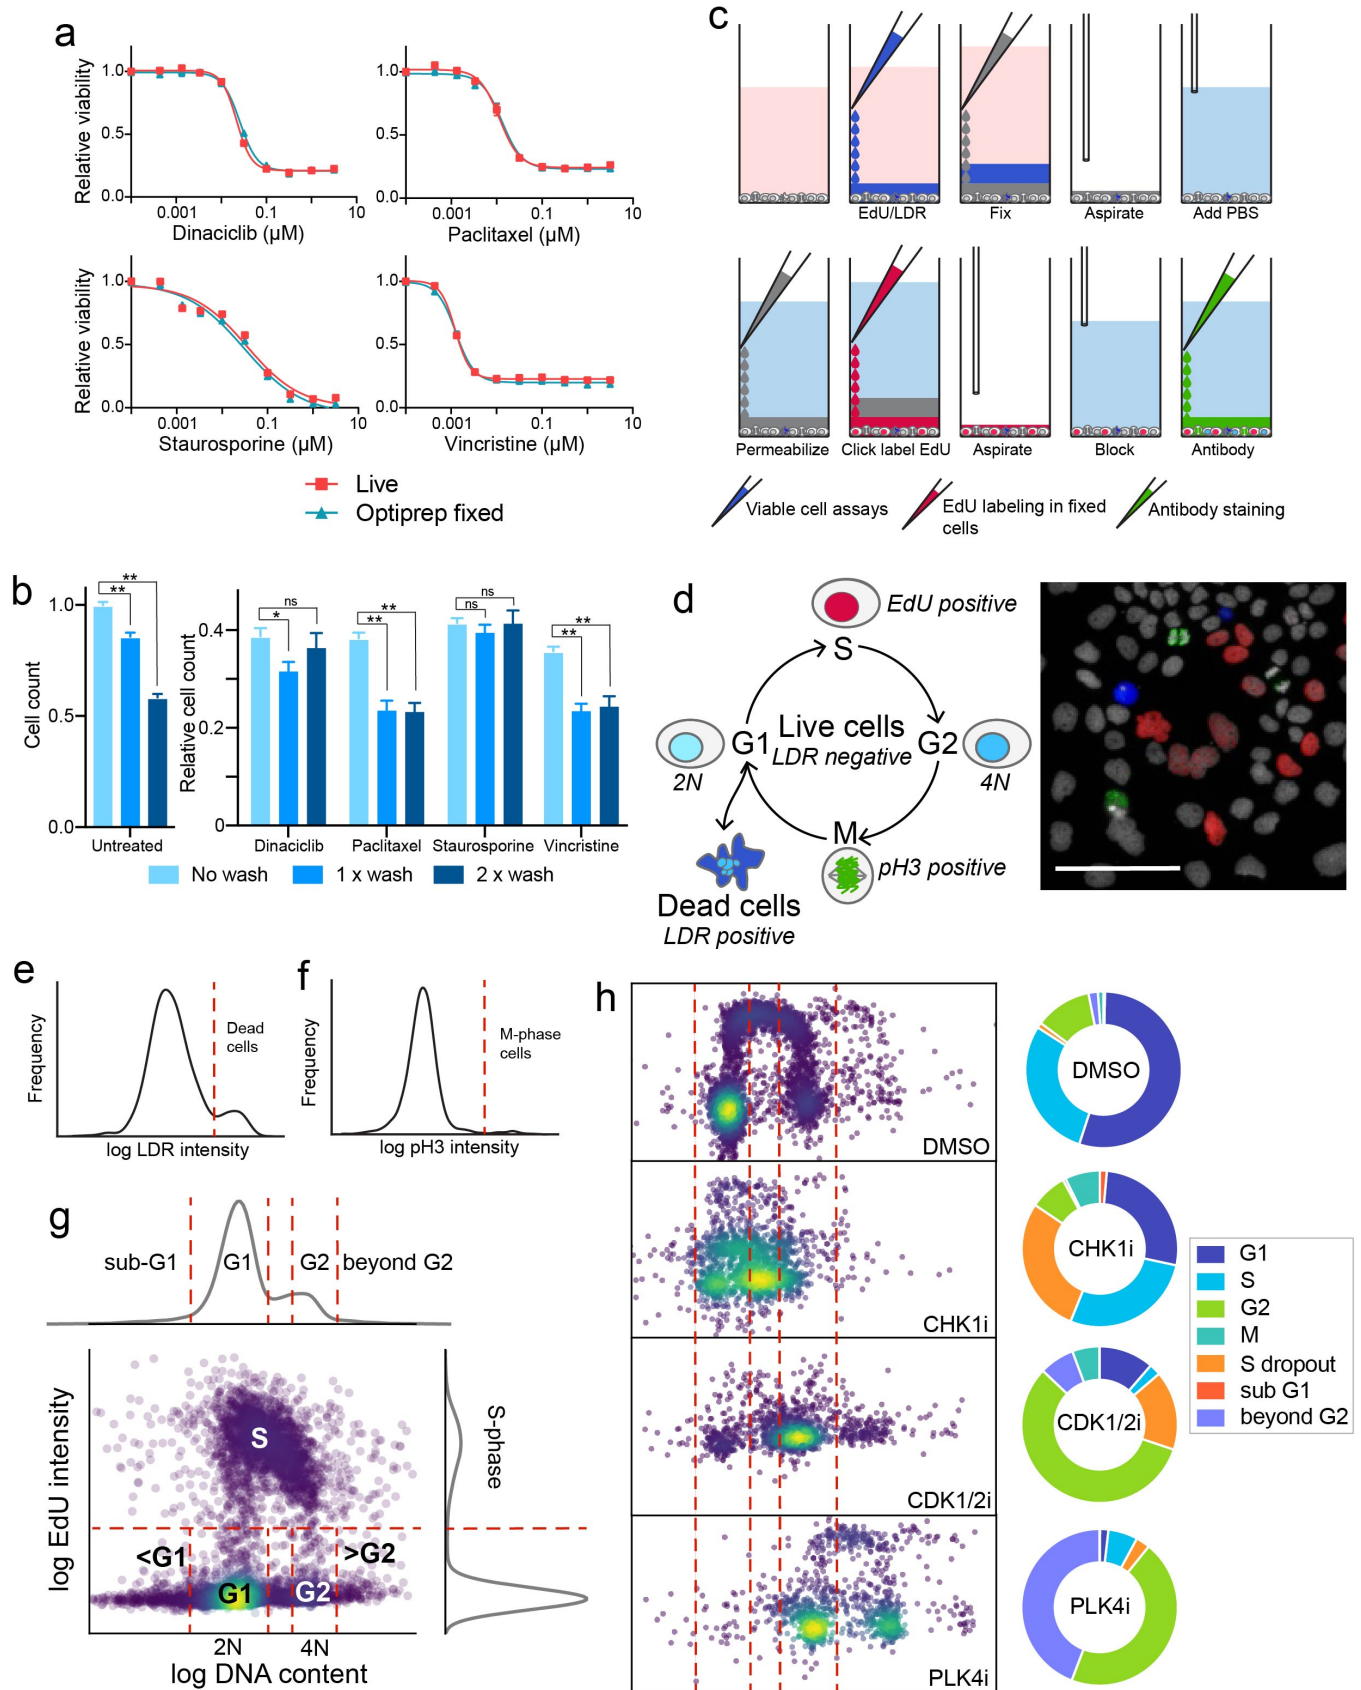 a
Relative viability
1.0
0.5
0.0
0.001
0.1
10
Dinaciclib (µM)
1.0
0.5
0.0
0.001
0.1
10
Paclitaxel (µM)
Relative viability
1.0
0.5
0.0
0.001
0.1
10
Staurosporine (µM)
1.0
0.5
0.0
0.001
0.1
10
Vincristine (µM)
Live
Optiprep fixed
b
Cell count
1.0
0.5
0.0
**
**
Untreated
Relative cell count
0.4
0.2
0
ns
*
**
**
ns
ns
**
**
Dinaciclib
Paclitaxel
Staurosporine
Vincristine
No wash
1 x wash
2 x wash
c
EdU/LDR
Fix
Aspirate
Add PBS
Permeabilize
Click label EdU
Aspirate
Block
Antibody
Viable cell assays
EdU labeling in fixed
cells
Antibody staining
d
EdU positive
S
G1
Live cells
LDR negative
G2
2N
4N
M
pH3 positive
Dead cells
LDR positive
e
Frequency
Dead
cells
log LDR intensity
f
Frequency
M-phase
cells
log pH3 intensity
g
sub-G1
G1
G2
beyond G2
log EdU intensity
S
<G1
>G2
G1
G2
2N
4N
log DNA content
S-phase
h
DMSO
CHK1i
CDK1/2i
PLK4i
DMSO
CHK1i
CDK1/2i
PLK4i
G1
S
G2
M
S dropout
sub G1
beyond G2